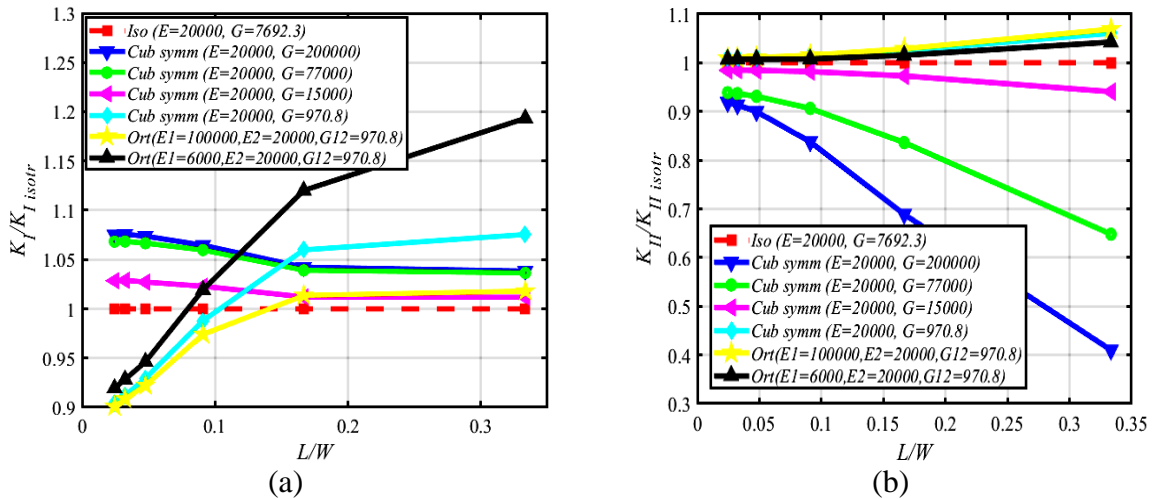 1.3
1.25
1.2
1.15
1.1
1.05
1
0.95
0.9
K_I/K_I isotr
Iso (E=20000, G=7692.3)
Cub symm (E=20000, G=200000)
Cub symm (E=20000, G=77000)
Cub symm (E=20000, G=15000)
Cub symm (E=20000, G=970.8)
Ort(E1=100000,E2=20000,G12=970.8)
Ort(E1=6000,E2=20000,G12=970.8)
0 0.1 0.2 0.3
L/W
(a)
1.1
1
0.9
0.8
0.7
0.6
0.5
0.4
0.3
K_II/K_II isotr
Iso (E=20000, G=7692.3)
Cub symm (E=20000, G=200000)
Cub symm (E=20000, G=77000)
Cub symm (E=20000, G=15000)
Cub symm (E=20000, G=970.8)
Ort(E1=100000,E2=20000,G12=970.8)
Ort(E1=6000,E2=20000,G12=970.8)
0 0.05 0.1 0.15 0.2 0.25 0.3 0.35
L/W
(b)